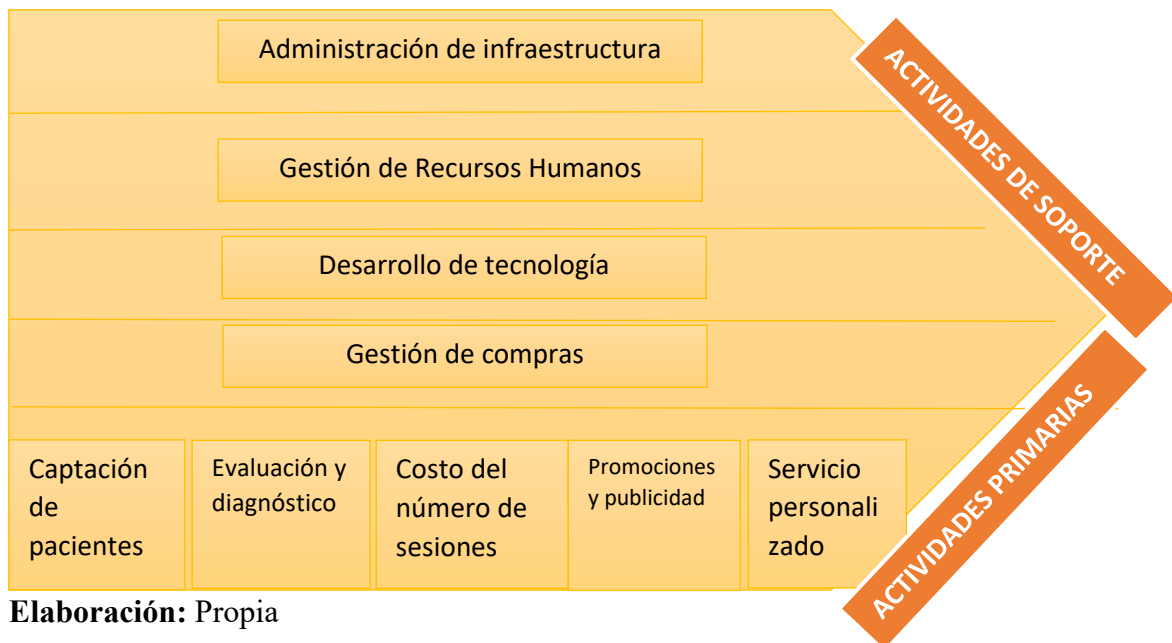 Administración de infraestructura
ACTIVIDADES DE SOPORTE
Gestión de Recursos Humanos
Desarrollo de tecnología
Gestión de compras
ACTIVIDADES PRIMARIAS
Captación
de
pacientes
Evaluación y
diagnóstico
Costo del
número de
sesiones
Promociones
y publicidad
Servicio
personali
zado
Elaboración: Propia